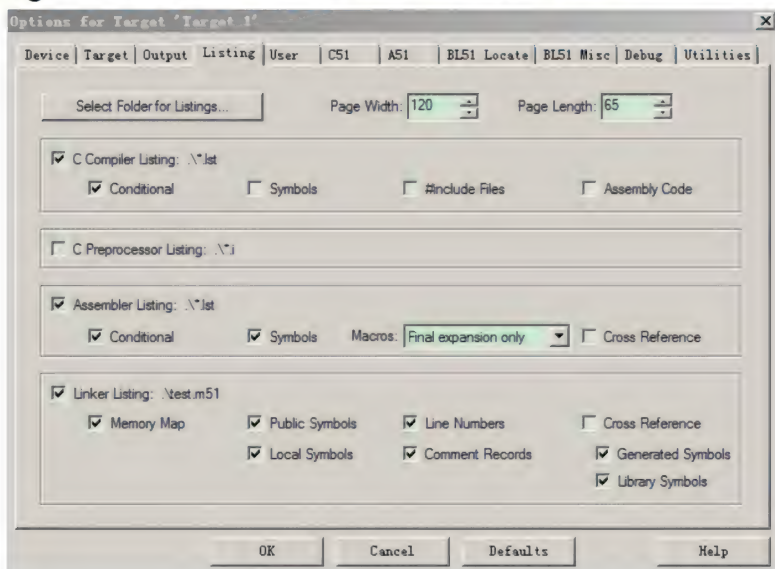 Options for Target 'Target 1'
Device Target Output Listing User C51 A51 BL51 Locate BL51 Misc Debug Utilities
Select Folder for Listings... Page Width: 120 Page Length: 65
C Compiler Listing: .\*.lst
Conditional Symbols #Include Files Assembly Code
C Preprocessor Listing: .\*.i
Assembler Listing: .\*.lst
Conditional Symbols Macros: Final expansion only Cross Reference
Linker Listing: .\test.m51
Memory Map Public Symbols Line Numbers Cross Reference
Local Symbols Comment Records Generated Symbols
Library Symbols
OK Cancel Defaults Help